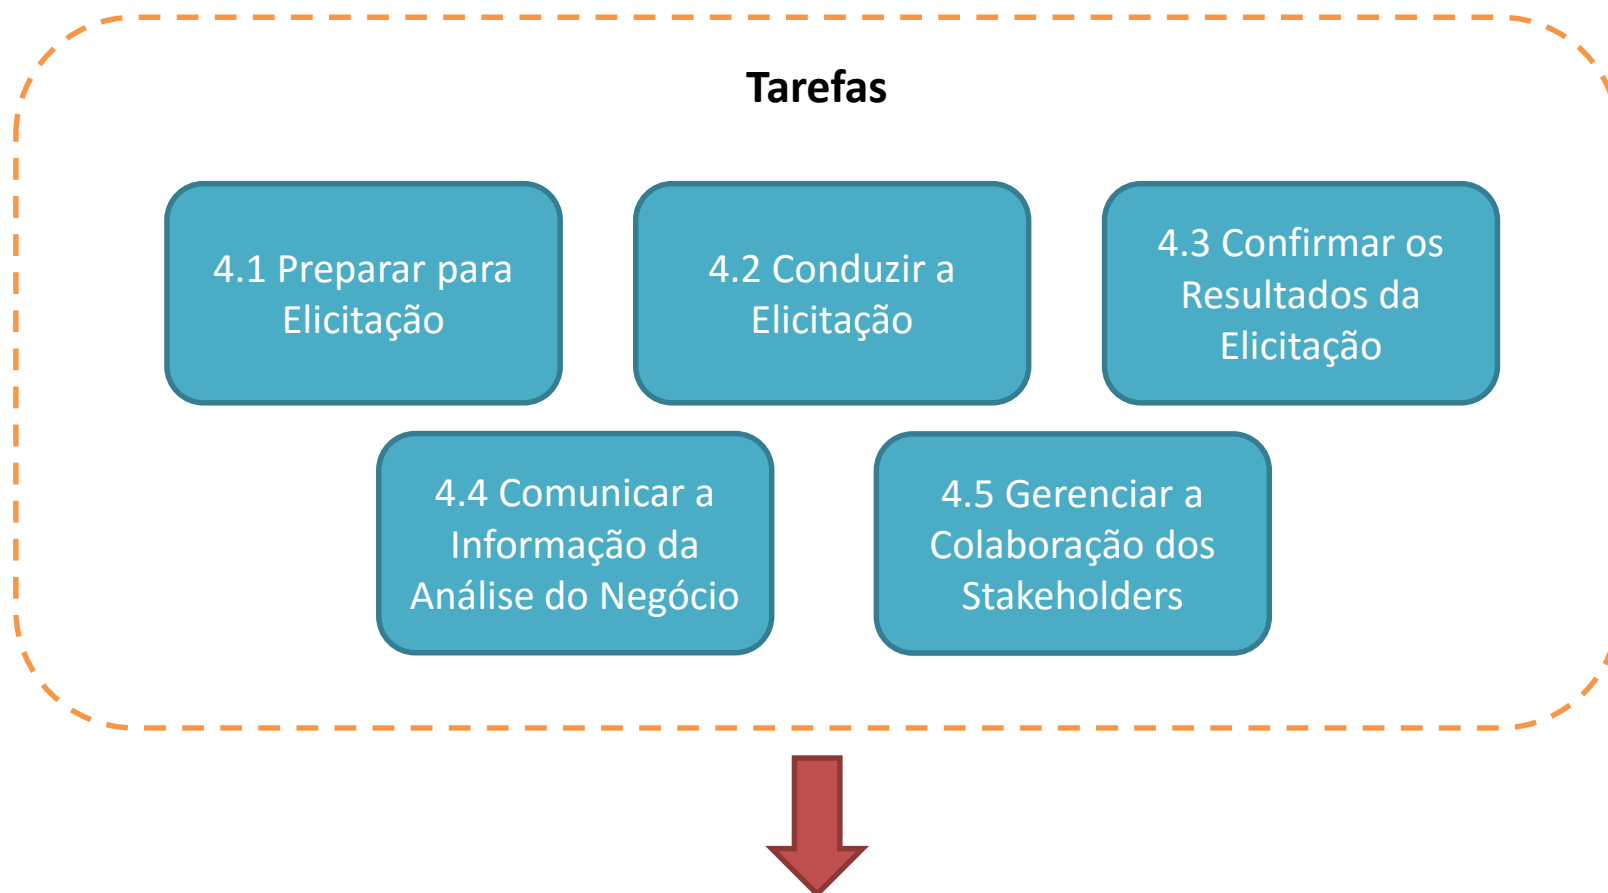 Tarefas
4.1 Preparar para
Elicitação
4.2 Conduzir a
Elicitação
4.3 Confirmar os
Resultados da
Elicitação
4.4 Comunicar a
Informação da
Análise do Negócio
4.5 Gerenciar a
Colaboração dos
Stakeholders